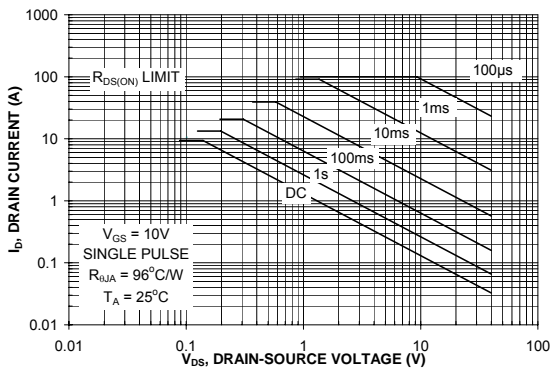 1000
100
10
1
0.1
0.01
I_D, DRAIN CURRENT (A)
R_DS(ON) LIMIT
100µs
1ms
10ms
100ms
1s
DC
V_GS = 10V
SINGLE PULSE
R_θJA = 96°C/W
T_A = 25°C
0.01 0.1 1 10 100
V_DS, DRAIN-SOURCE VOLTAGE (V)